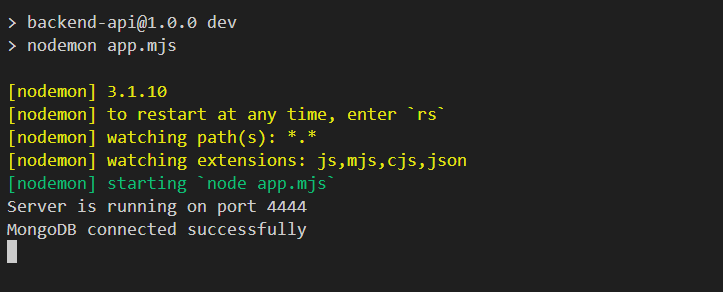 > backend-api@1.0.0 dev
> nodemon app.mjs
[nodemon] 3.1.10
[nodemon] to restart at any time, enter `rs`
[nodemon] watching path(s): *.*
[nodemon] watching extensions: js,mjs,cjs,json
[nodemon] starting `node app.mjs`
Server is running on port 4444
MongoDB connected successfully